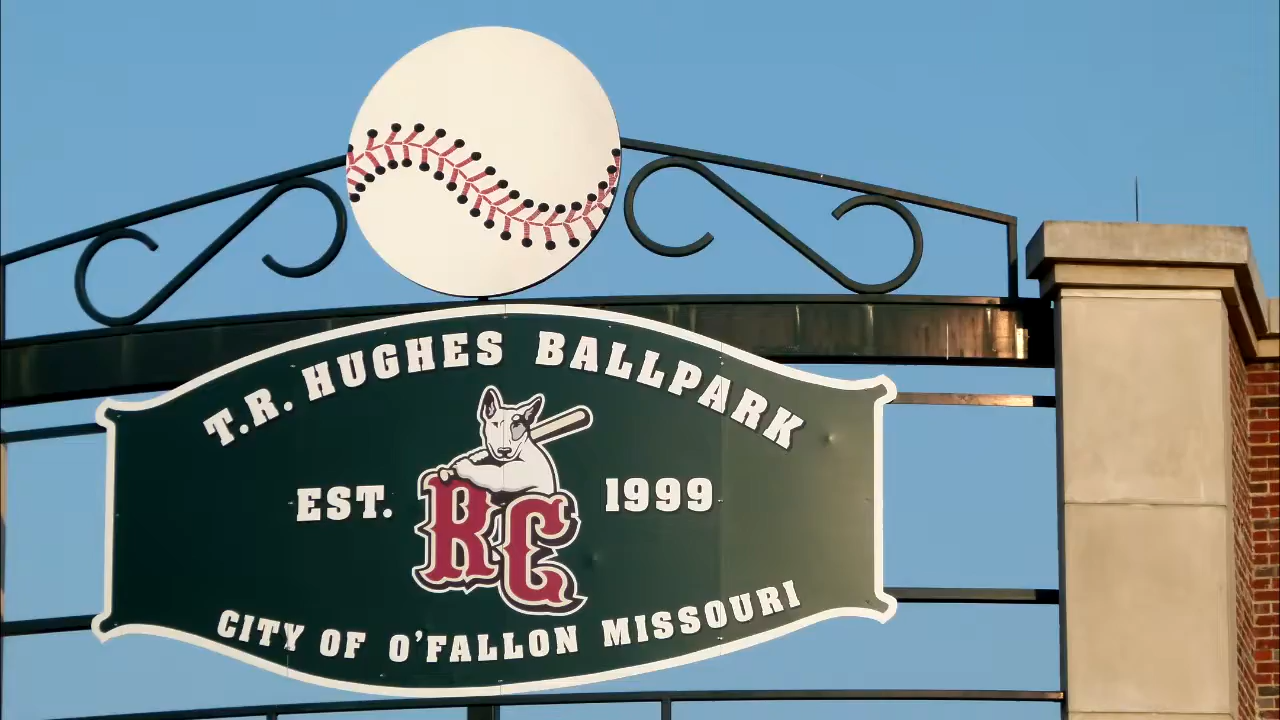 T.R. HUGHES BALLPARK
EST. 1999
RC
CITY OF O'FALLON MISSOURI